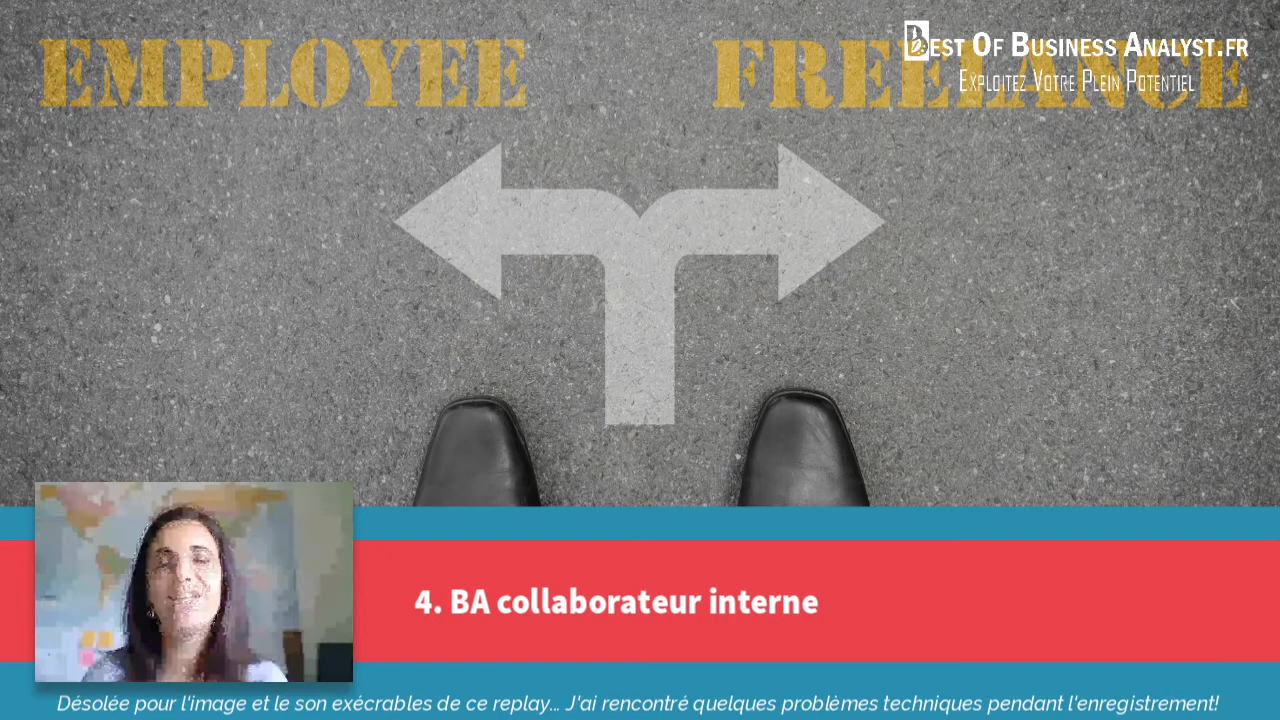 EMPLOYEE
FREELANCE
BEST OF BUSINESS ANALYST.FR
EXPLOITEZ VOTRE PLEIN POTENTIEL
4. BA collaborateur interne
Désolée pour l'image et le son exécrables de ce replay... J'ai rencontré quelques problèmes techniques pendant l'enregistrement!